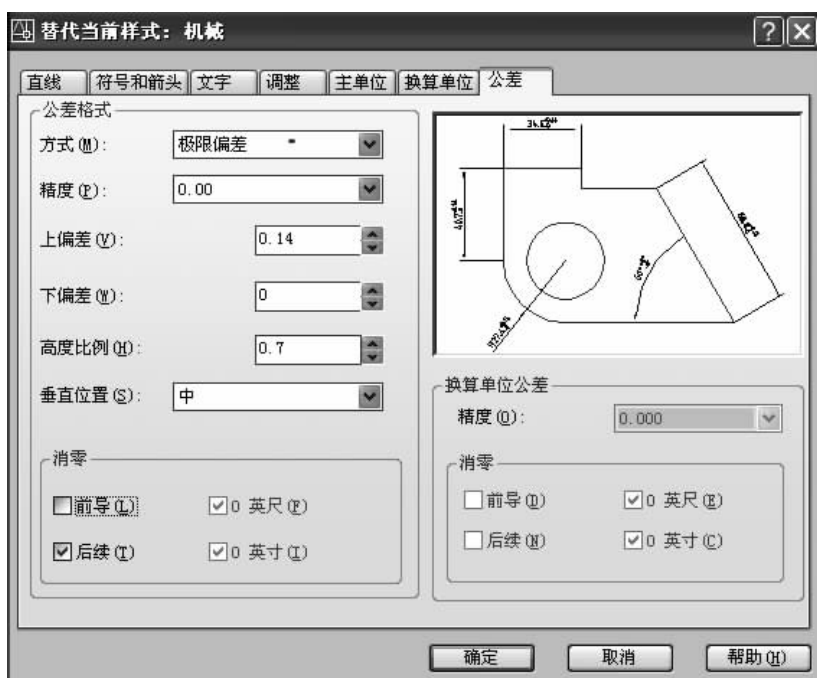 替代当前样式：机械
直线 符号和箭头 文字 调整 主单位 换算单位 公差
公差格式
方式(M): 极限偏差
精度(P): 0.00
上偏差(V): 0.14
下偏差(W): 0
高度比例(H): 0.7
垂直位置(S): 中
消零
前导(L) 0 英尺(F)
后续(T) 0 英寸(I)
换算单位公差
精度(O): 0.000
消零
前导(D) 0 英尺(E)
后续(N) 0 英寸(C)
确定 取消 帮助(H)